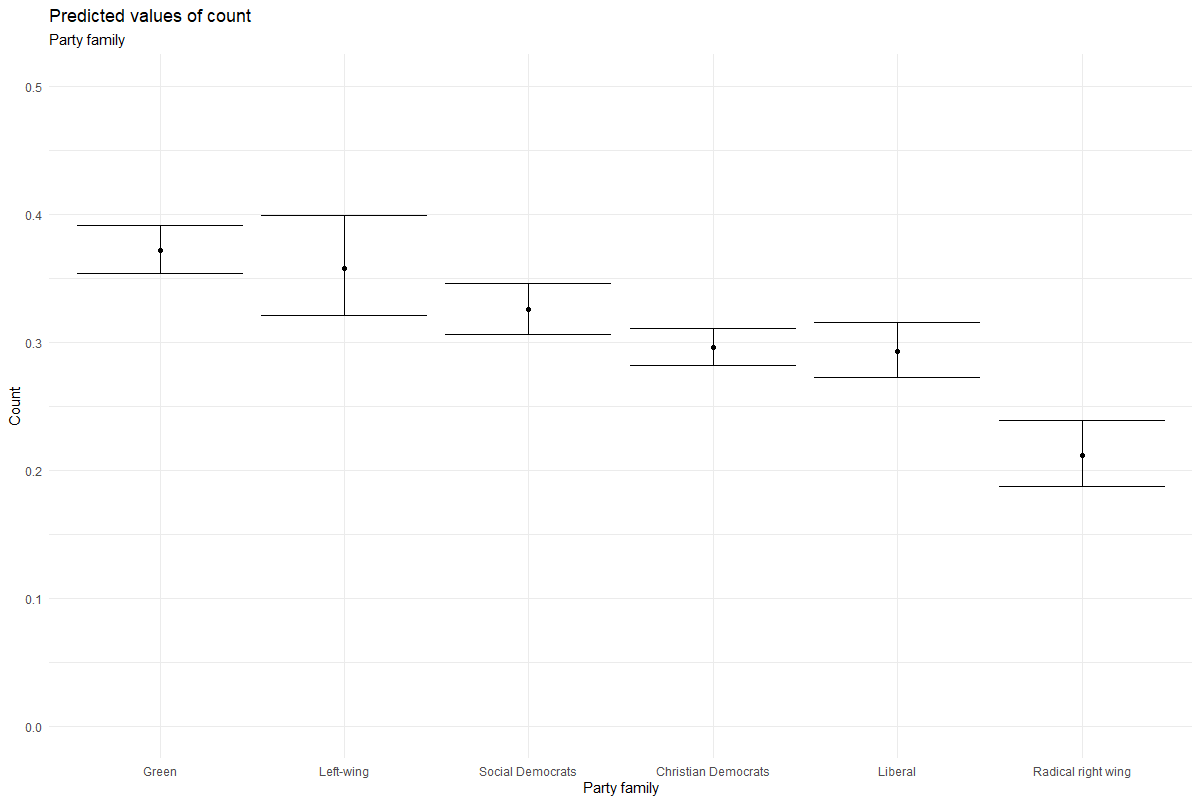 Predicted values of count
Party family
0.5
0.4
0.3
0.2
0.1
0.0
Count
Green
Left-wing
Social Democrats
Christian Democrats
Liberal
Radical right wing
Party family